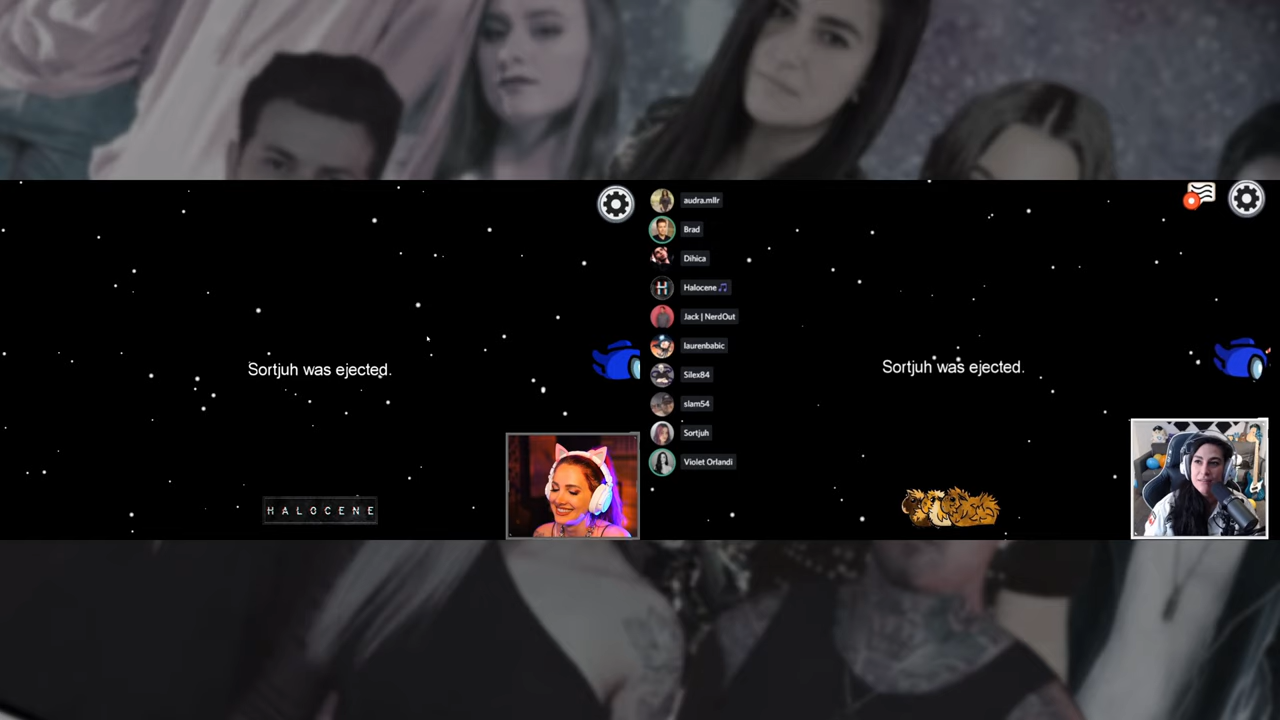 Sortjuh was ejected.
HALOCENE
audra.mllr
Brad
Dihica
Halocene🎵
Jack | NerdOut
laurenbabic
Silex84
slam54
Sortjuh
Violet Orlandi
Sortjuh was ejected.